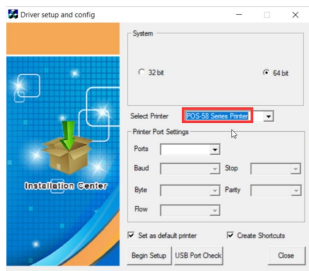 Driver setup and config
System
32 bit
64 bit
Select Printer
POS-58 Series Printer
Printer Port Settings
Ports
Baud
Stop
Byte
Parity
Flow
Installation Center
Set as default printer
Create Shortcuts
Begin Setup
USB Port Check
Close